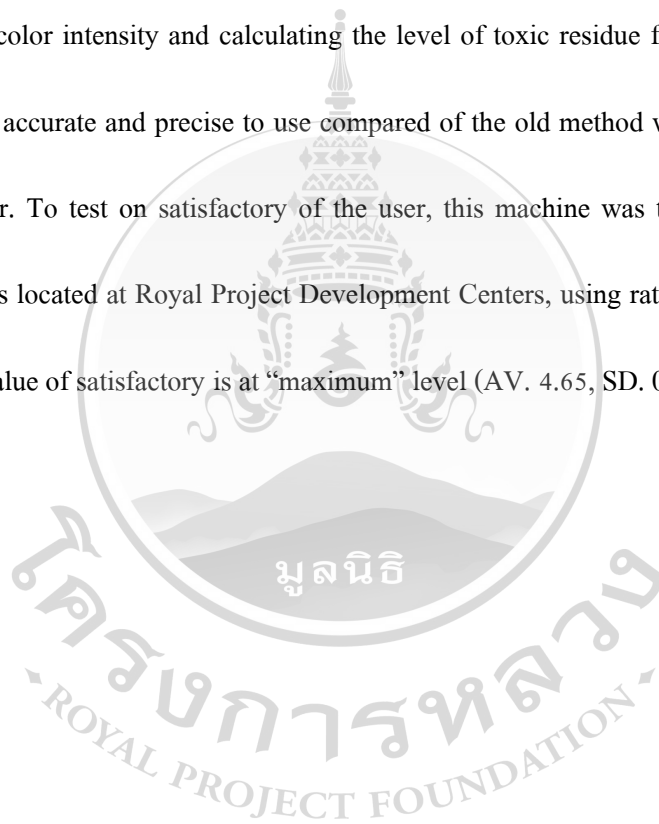 color intensity and calculating the level of toxic residue f
accurate and precise to use compared of the old method
r. To test on satisfactory of the user, this machine was
s located at Royal Project Development Centers, using rat
alue of satisfactory is at “maximum” level (AV. 4.65, SD. 0
มูลนิธิ
โครงการหลวง
ROYAL PROJECT FOUNDATION